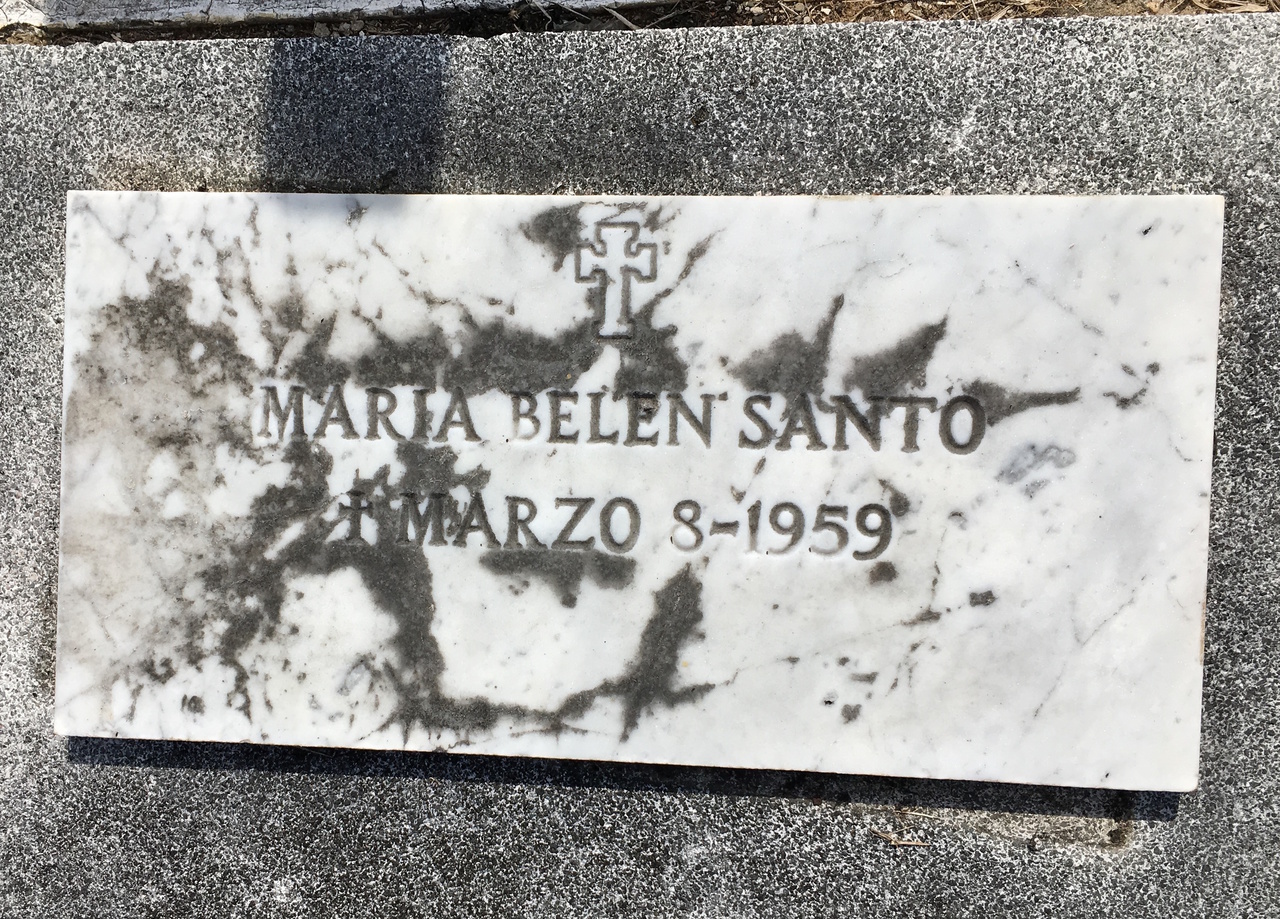 MARIA BELEN SANTO
† MARZO 8-1959